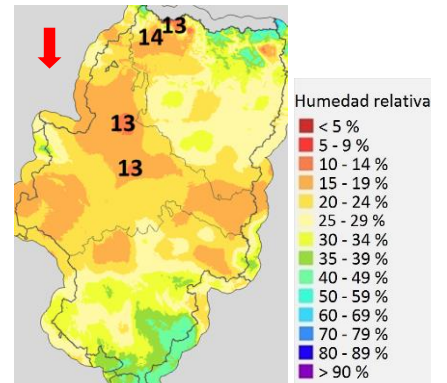 13
14
13
13
Humedad relativa
< 5 %
5 - 9 %
10 - 14 %
15 - 19 %
20 - 24 %
25 - 29 %
30 - 34 %
35 - 39 %
40 - 49 %
50 - 59 %
60 - 69 %
70 - 79 %
80 - 89 %
> 90 %